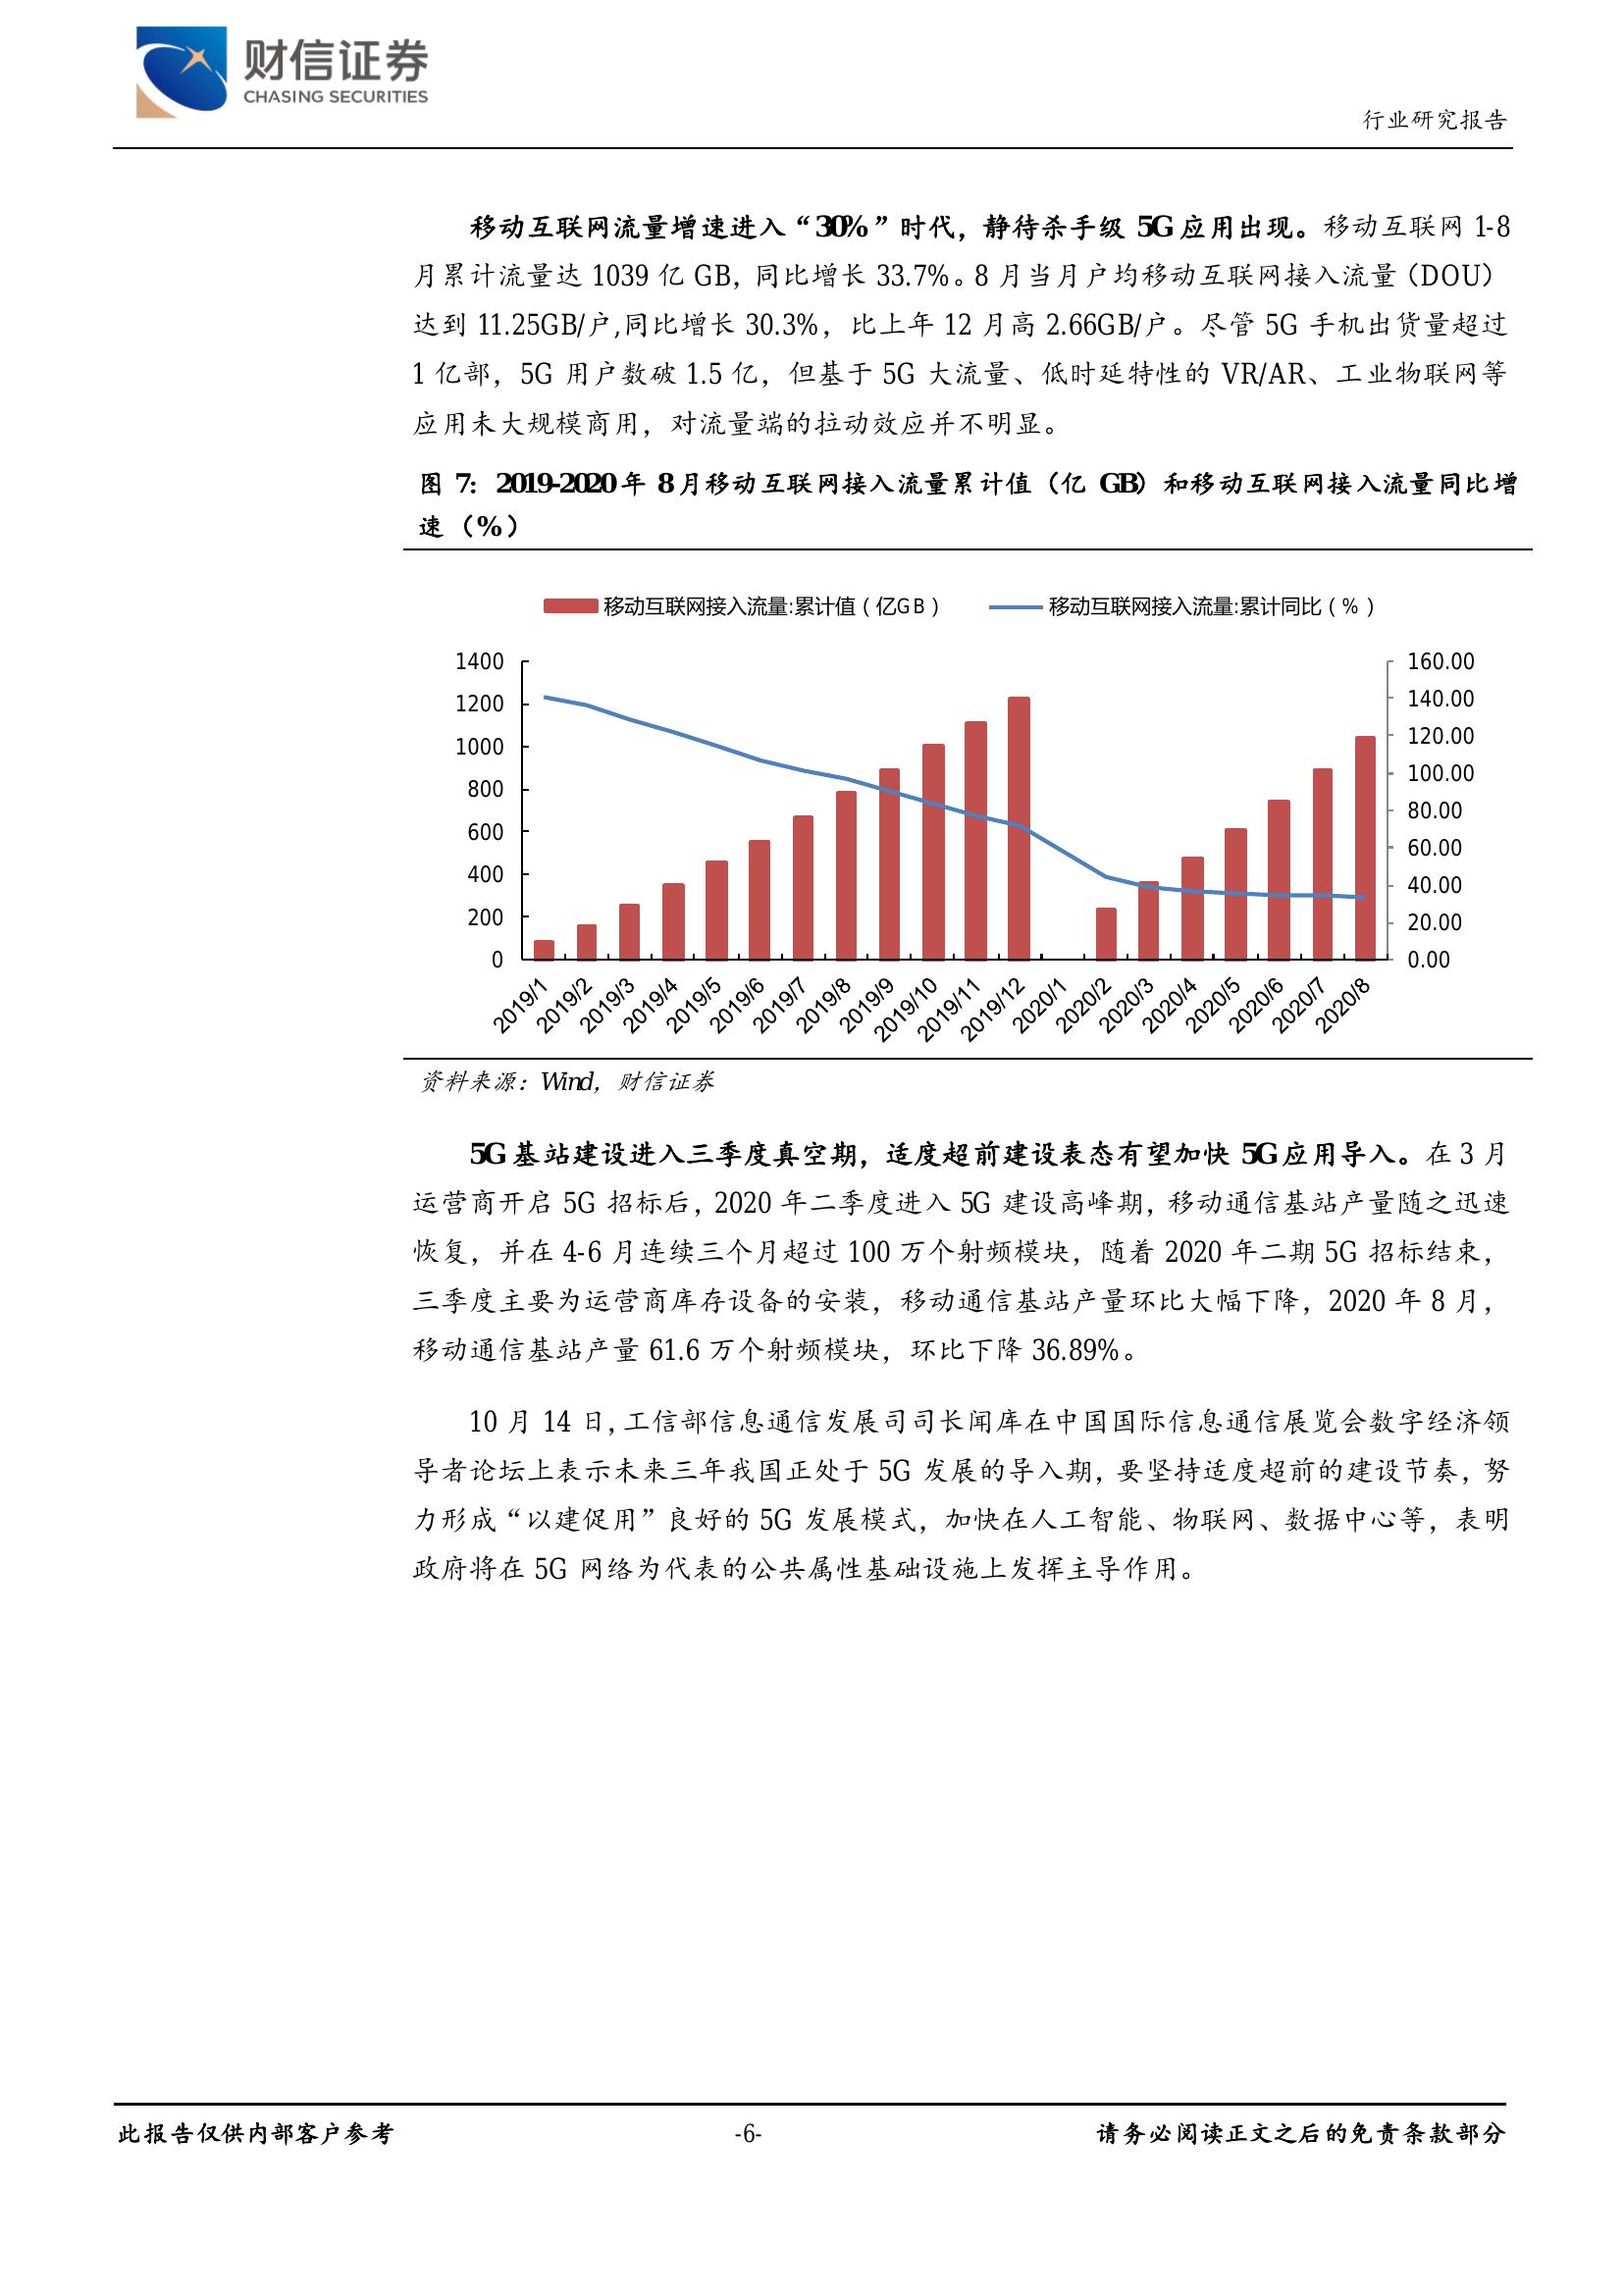 财信证券
CHASING SECURITIES
行业研究报告
移动互联网流量增速进入“30%”时代，静待杀手级 5G 应用出现。移动互联网 1-8
月累计流量达 1039 亿 GB，同比增长 33.7%。8 月当月户均移动互联网接入流量（DOU）
达到 11.25GB/户,同比增长 30.3%，比上年 12 月高 2.66GB/户。尽管 5G 手机出货量超过
1 亿部，5G 用户数破 1.5 亿，但基于 5G 大流量、低时延特性的 VR/AR、工业物联网等
应用未大规模商用，对流量端的拉动效应并不明显。
图 7：2019-2020 年 8 月移动互联网接入流量累计值（亿 GB）和移动互联网接入流量同比增
速（%）
移动互联网接入流量:累计值（亿GB） 移动互联网接入流量:累计同比（%）
1400 160.00
1200 140.00
1000 120.00
800 100.00
600 80.00
400 60.00
200 40.00
0 20.00
0.00
2019/1 2019/2 2019/3 2019/4 2019/5 2019/6 2019/7 2019/8 2019/9 2019/10 2019/11 2019/12 2020/1 2020/2 2020/3 2020/4 2020/5 2020/6 2020/7 2020/8
资料来源：Wind，财信证券
5G 基站建设进入三季度真空期，适度超前建设表态有望加快 5G 应用导入。在 3 月
运营商开启 5G 招标后，2020 年二季度进入 5G 建设高峰期，移动通信基站产量随之迅速
恢复，并在 4-6 月连续三个月超过 100 万个射频模块，随着 2020 年二期 5G 招标结束，
三季度主要为运营商库存设备的安装，移动通信基站产量环比大幅下降，2020 年 8 月，
移动通信基站产量 61.6 万个射频模块，环比下降 36.89%。
10 月 14 日，工信部信息通信发展司司长闻库在中国国际信息通信展览会数字经济领
导者论坛上表示未来三年我国正处于 5G 发展的导入期，要坚持适度超前的建设节奏，努
力形成“以建促用”良好的 5G 发展模式，加快在人工智能、物联网、数据中心等，表明
政府将在 5G 网络为代表的公共属性基础设施上发挥主导作用。
此报告仅供内部客户参考 -6- 请务必阅读正文之后的免责条款部分